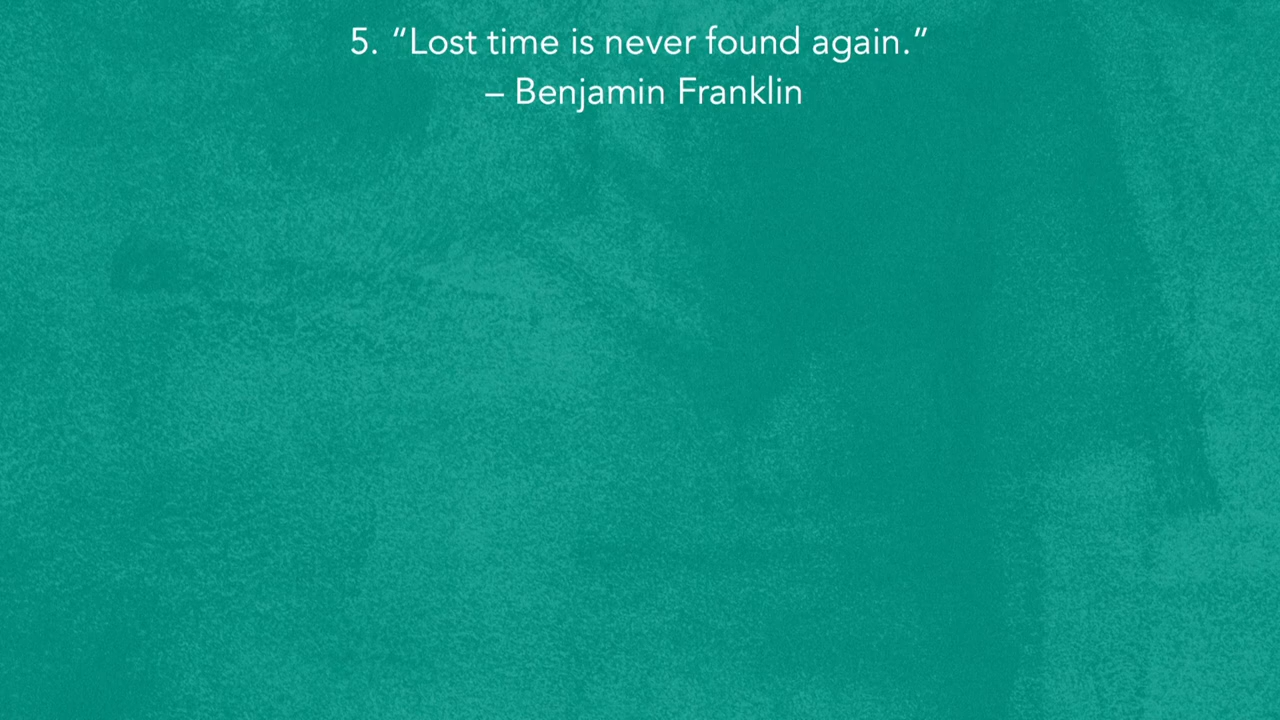 5. “Lost time is never found again.”
– Benjamin Franklin